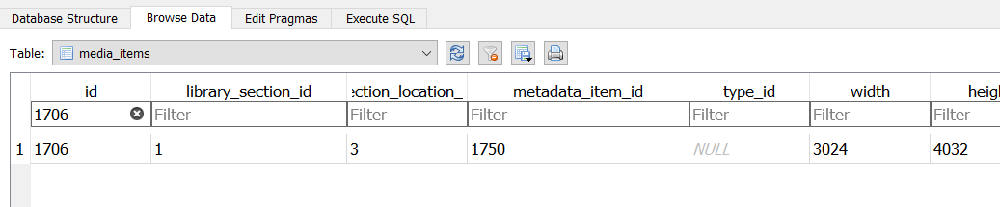 Database Structure Browse Data Edit Pragmas Execute SQL
Table: media_items
id library_section_id ection_location_ metadata_item_id type_id width heigh
1706 Filter Filter Filter Filter Filter Filter
1 1706 1 3 1750 NULL 3024 4032